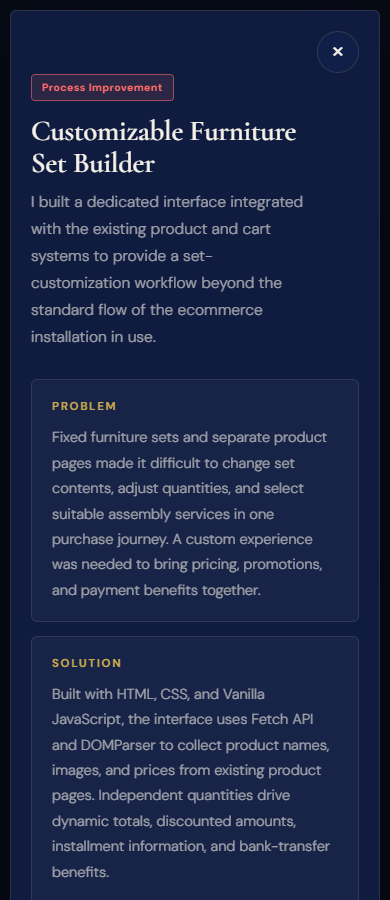 ×
Process Improvement
Customizable Furniture
Set Builder
I built a dedicated interface integrated
with the existing product and cart
systems to provide a set-
customization workflow beyond the
standard flow of the ecommerce
installation in use.
PROBLEM
Fixed furniture sets and separate product
pages made it difficult to change set
contents, adjust quantities, and select
suitable assembly services in one
purchase journey. A custom experience
was needed to bring pricing, promotions,
and payment benefits together.
SOLUTION
Built with HTML, CSS, and Vanilla
JavaScript, the interface uses Fetch API
and DOMParser to collect product names,
images, and prices from existing product
pages. Independent quantities drive
dynamic totals, discounted amounts,
installment information, and bank-transfer
benefits.